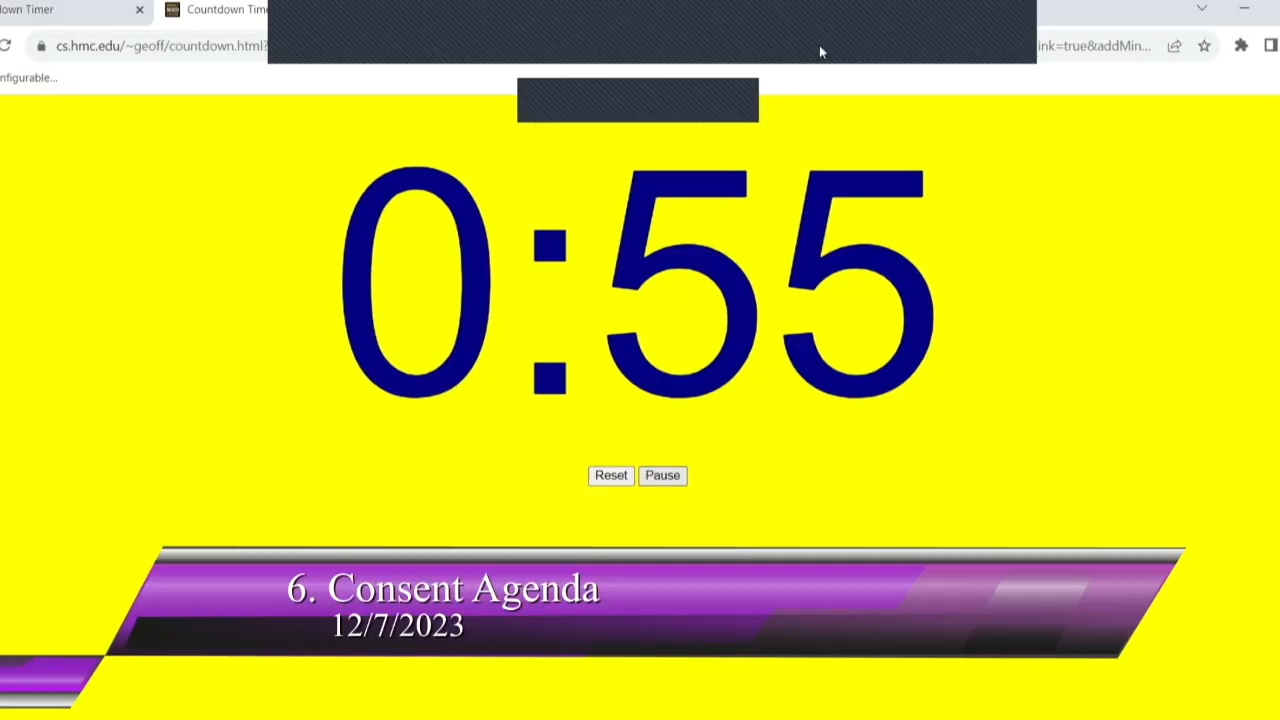 own Timer
Countdown Time
cs.hmc.edu/~geoff/countdown.html?
ink=true&addMin...
nfigurable...
0:55
Reset Pause
6. Consent Agenda
12/7/2023